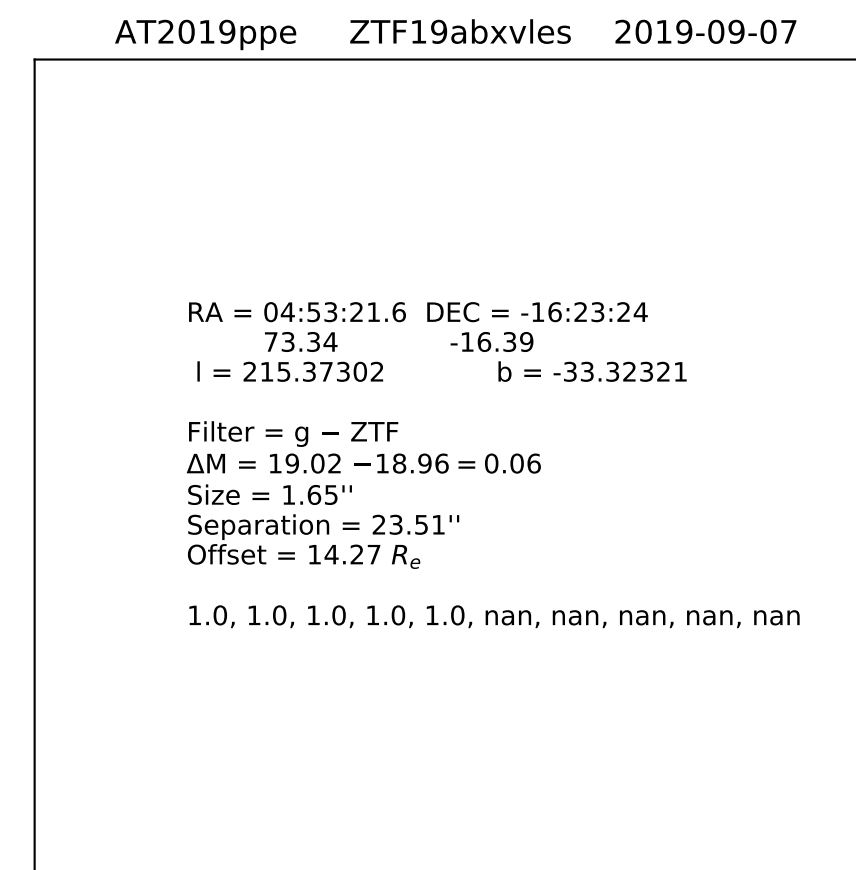 AT2019ppe ZTF19abxvles 2019-09-07
RA = 04:53:21.6 DEC = -16:23:24
73.34 -16.39
l = 215.37302 b = -33.32321
Filter = g − ZTF
ΔM = 19.02 −18.96 = 0.06
Size = 1.65''
Separation = 23.51''
Offset = 14.27 Re
1.0, 1.0, 1.0, 1.0, 1.0, nan, nan, nan, nan, nan